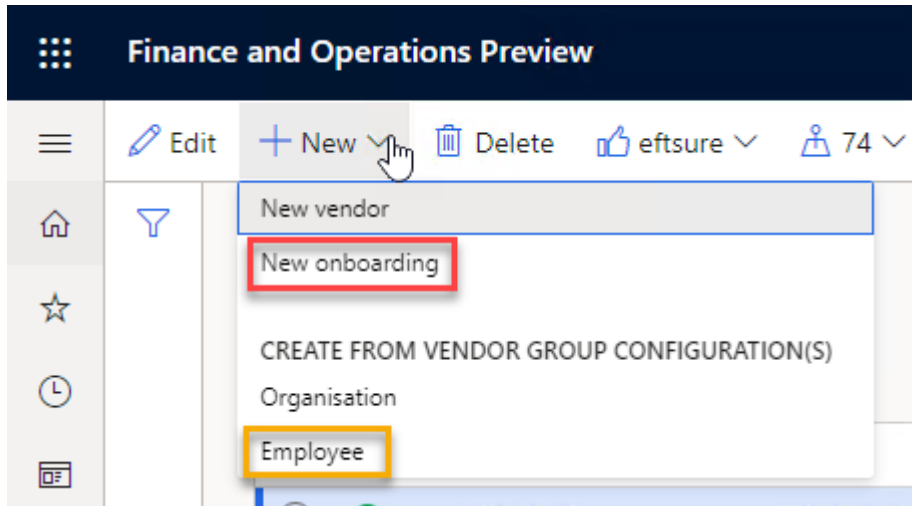 Finance and Operations Preview
Edit New Delete eftsure 74
New vendor
New onboarding
CREATE FROM VENDOR GROUP CONFIGURATION(S)
Organisation
Employee